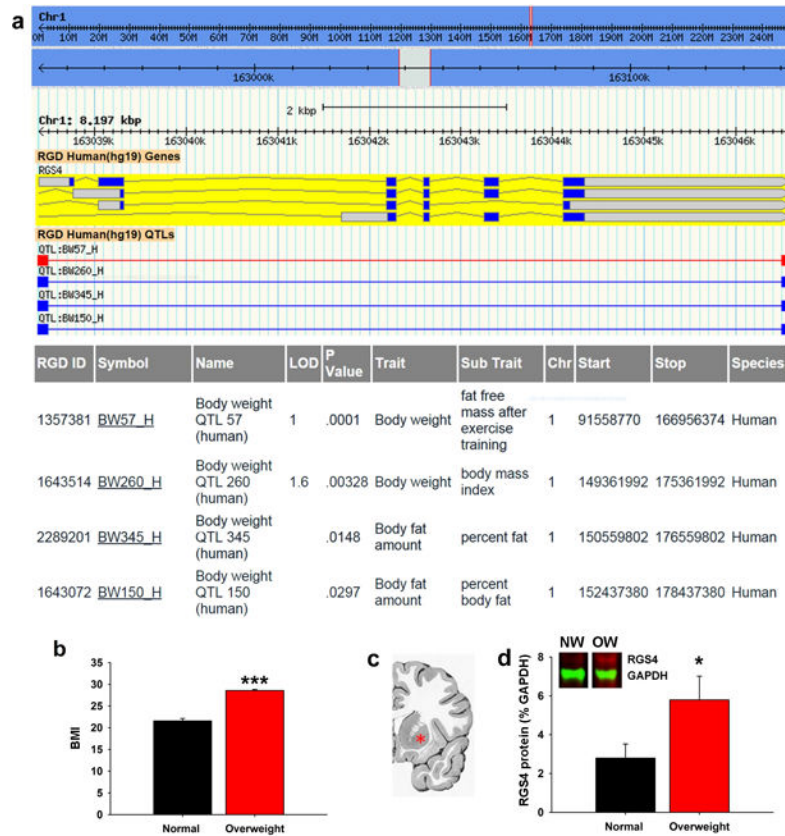 a
Chr1
0M 10M 20M 30M 40M 50M 60M 70M 80M 90M 100M 110M 120M 130M 140M 150M 160M 170M 180M 190M 200M 210M 220M 230M 240M
163000k 163100k
2 kbp
Chr1: 8.197 kbp
163039k 163040k 163041k 163042k 163043k 163044k 163045k 163046k
RGD Human(hg19) Genes
RGS4
RGD Human(hg19) QTLs
QTL:BW57_H
QTL:BW260_H
QTL:BW345_H
QTL:BW150_H
RGD ID Symbol Name LOD P Value Trait Sub Trait Chr Start Stop Species
1357381 BW57_H Body weight QTL 57 (human) 1 .0001 Body weight fat free mass after exercise training 1 91558770 166956374 Human
1643514 BW260_H Body weight QTL 260 (human) 1.6 .00328 Body weight body mass index 1 149361992 175361992 Human
2289201 BW345_H Body weight QTL 345 (human) .0148 Body fat amount percent fat 1 150559802 176559802 Human
1643072 BW150_H Body weight QTL 150 (human) .0297 Body fat amount percent body fat 1 152437380 178437380 Human
b
BMI
35
30
25
20
15
10
5
0
***
Normal Overweight
c
*
d
RGS4 protein (% GAPDH)
8
6
4
2
0
NW OW
RGS4
GAPDH
*
Normal Overweight